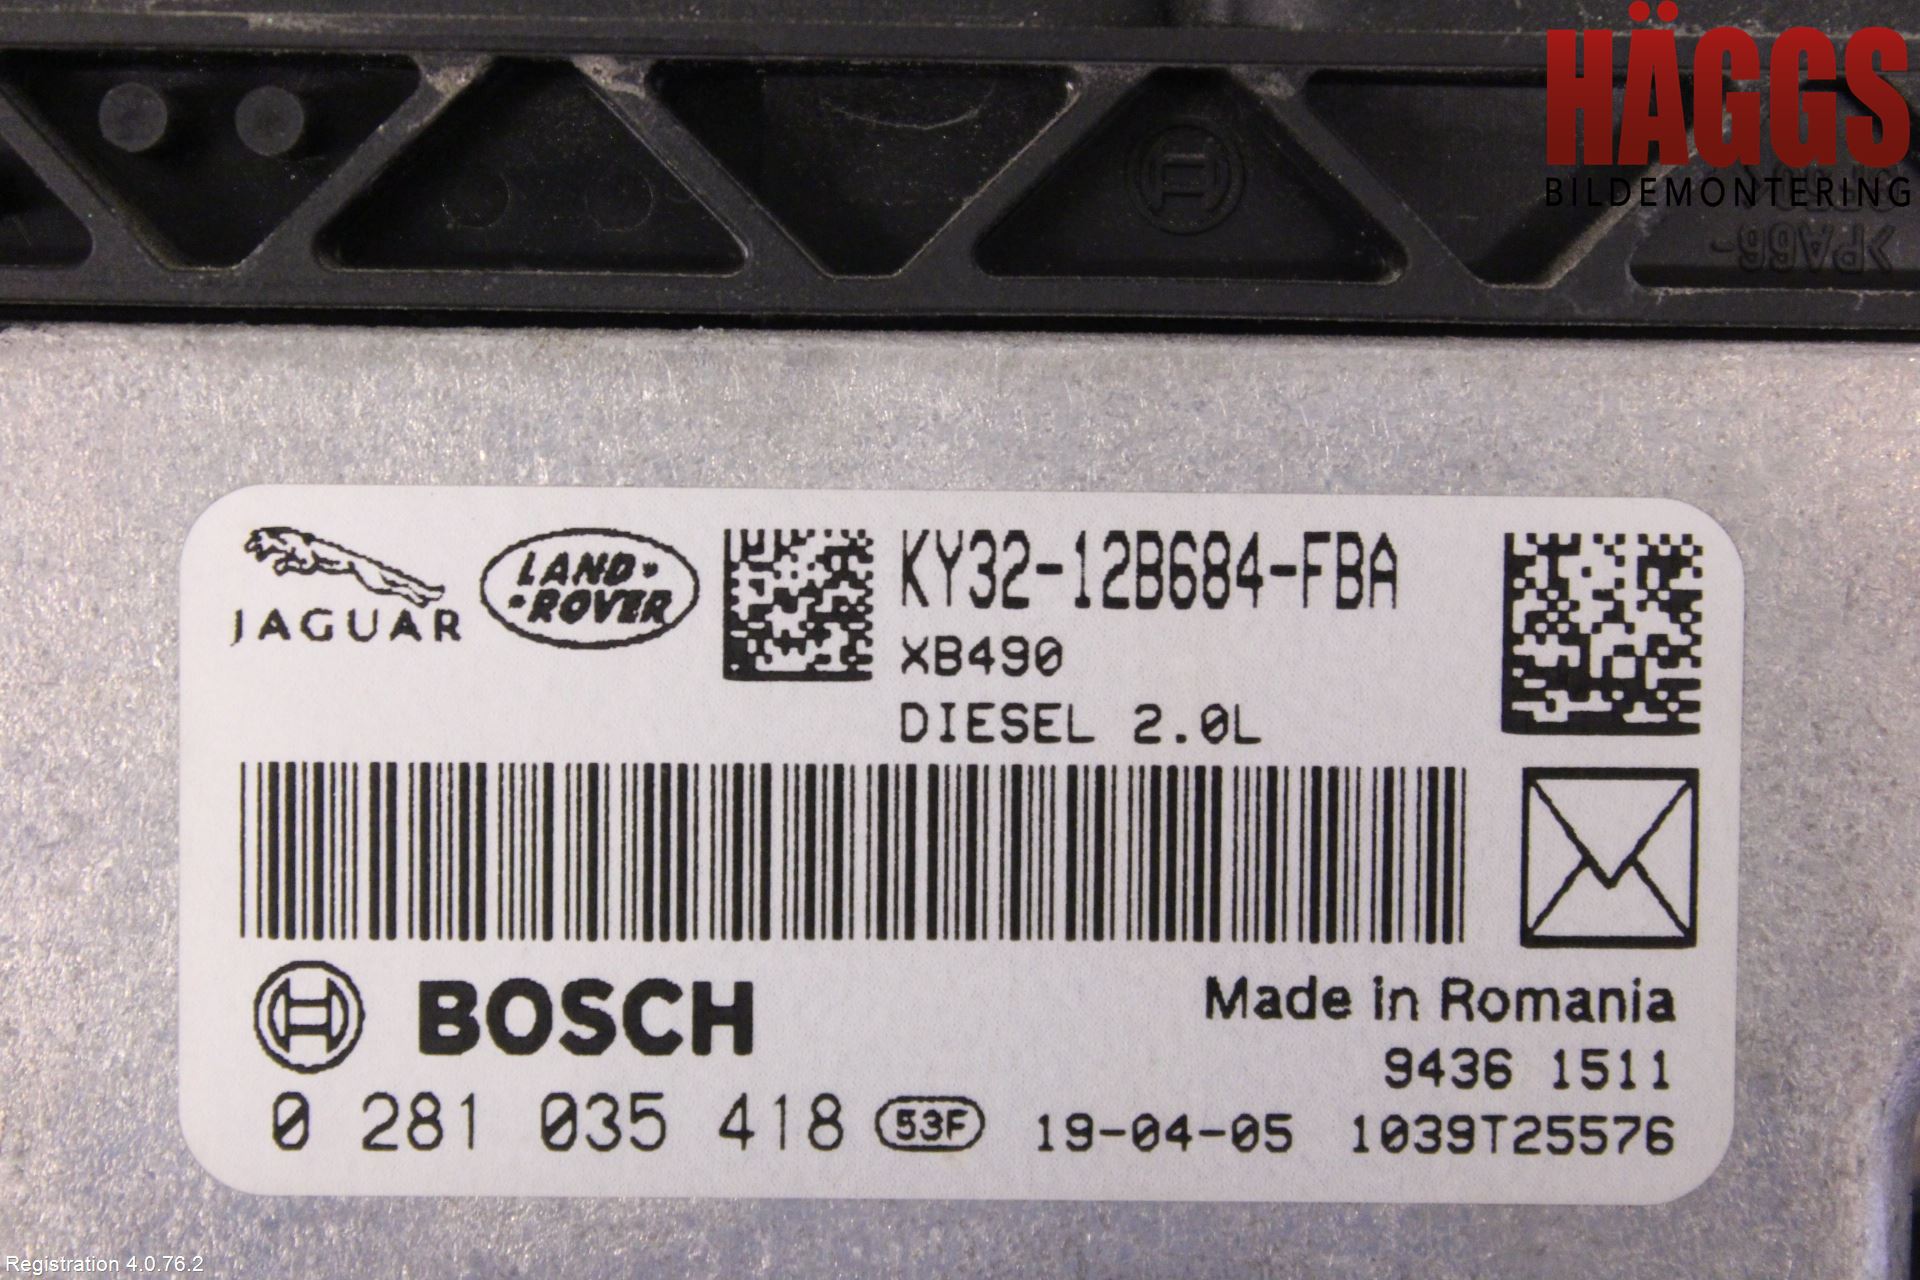 HÄGGS
BILDEMONTERING
>PA66-
JAGUAR
LAND
ROVER
KY32-12B684-FBA
XB490
DIESEL 2.0L
BOSCH
Made in Romania
9436 1511
0 281 035 418 53F 19-04-05 1039T25576
Registration 4.0.76.2